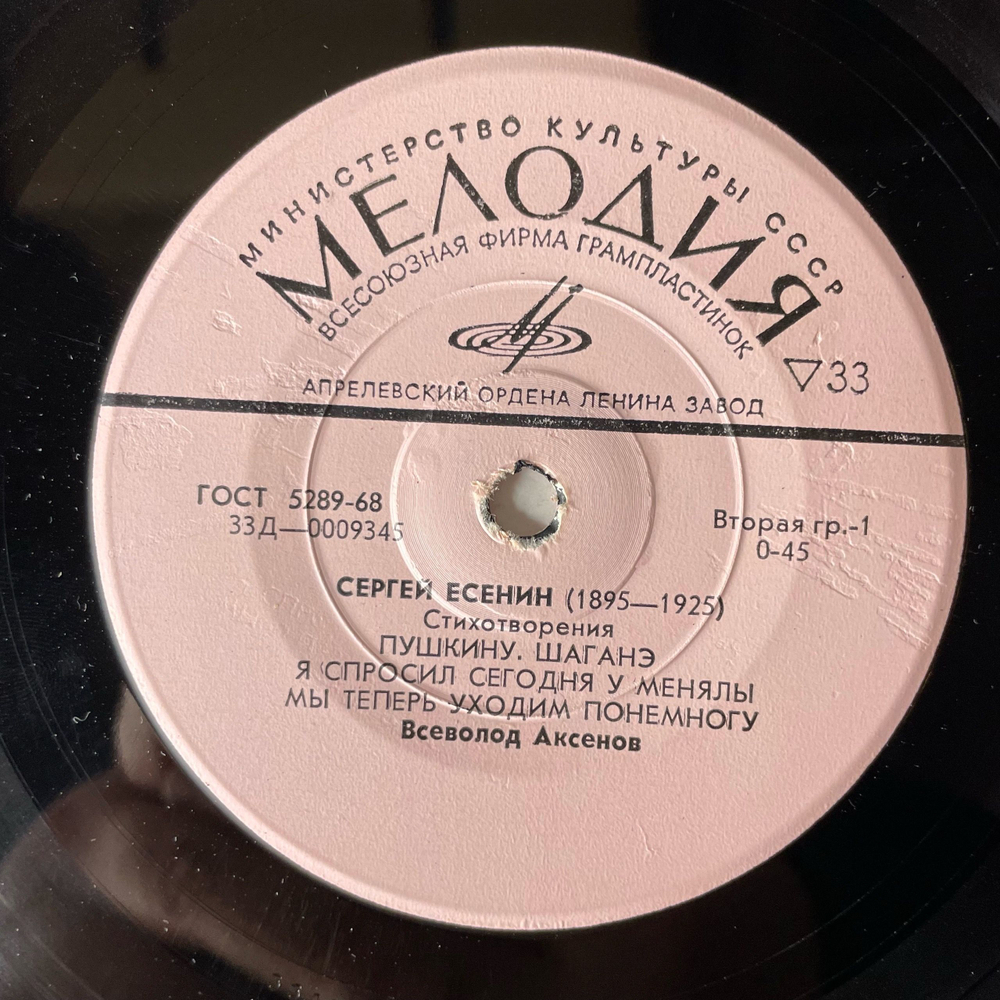 МИНИСТЕРСТВО КУЛЬТУРЫ СССР
МЕЛОДИЯ
ВСЕСОЮЗНАЯ ФИРМА ГРАМПЛАСТИНОК
33
АПРЕЛЕВСКИЙ ОРДЕНА ЛЕНИНА ЗАВОД
ГОСТ 5289-68
33Д—0009345
Вторая гр.-1
0-45
СЕРГЕЙ ЕСЕНИН (1895—1925)
Стихотворения
ПУШКИНУ. ШАГАНЭ
Я СПРОСИЛ СЕГОДНЯ У МЕНЯЛЫ
МЫ ТЕПЕРЬ УХОДИМ ПОНЕМНОГУ
Всеволод Аксенов